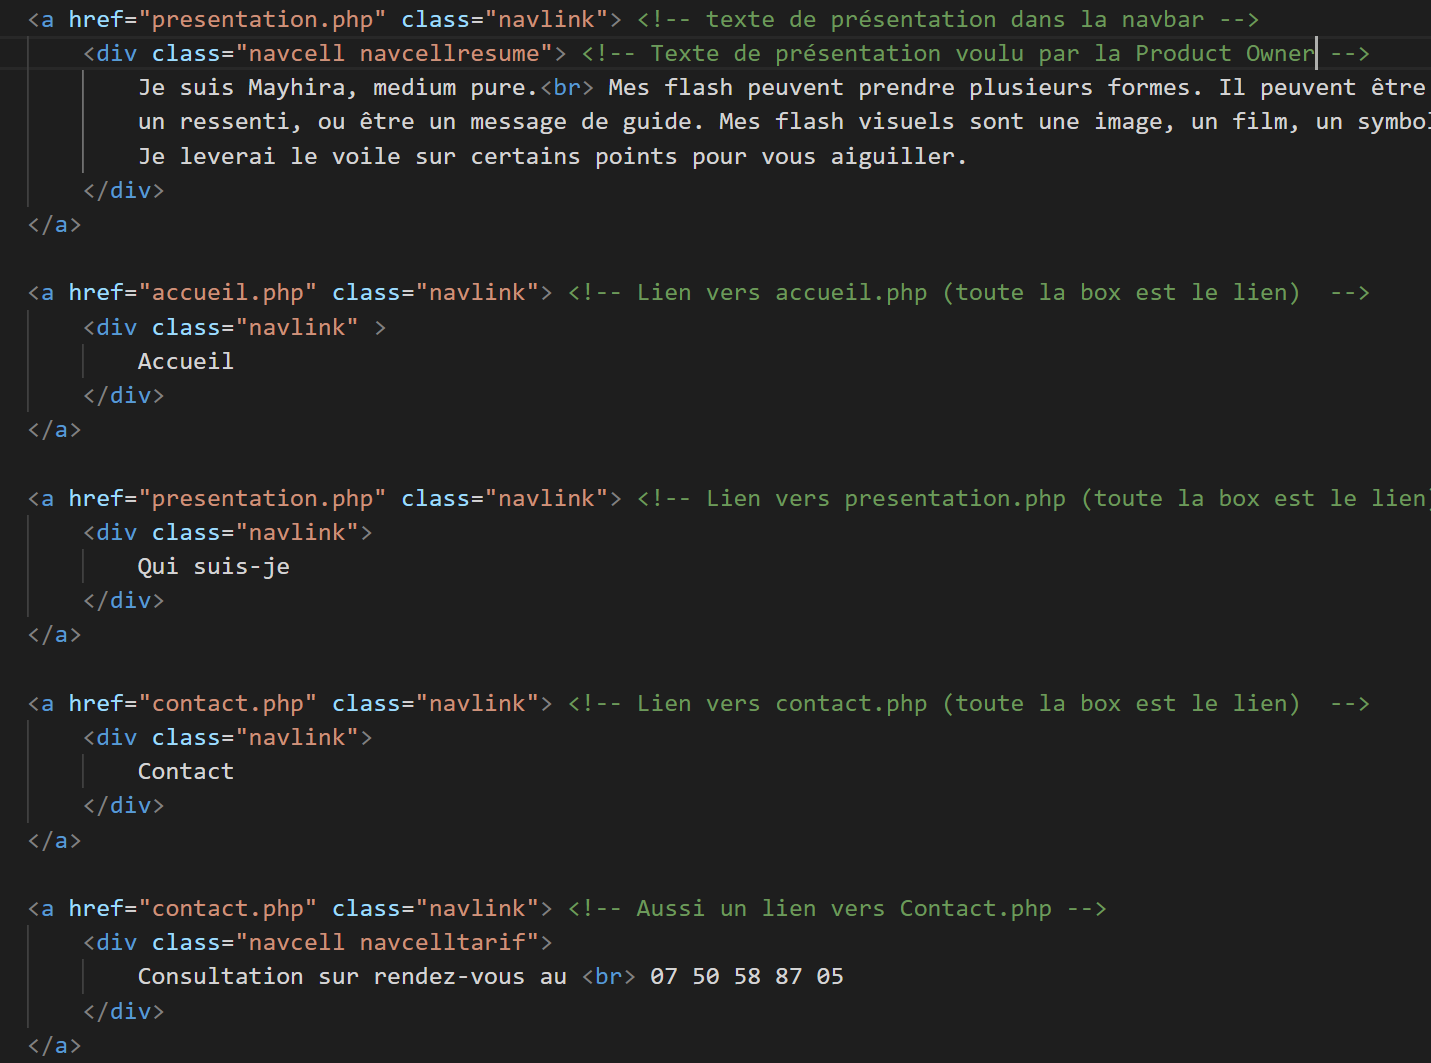 <a href="presentation.php" class="navlink"> <!-- texte de présentation dans la navbar -->
<div class="navcell navcellresume"> <!-- Texte de présentation voulu par la Product Owner -->
Je suis Mayhira, medium pure.<br> Mes flash peuvent prendre plusieurs formes. Il peuvent être
un ressenti, ou être un message de guide. Mes flash visuels sont une image, un film, un
Je leverai le voile sur certains points pour vous aiguiller.
</div>
</a>
<a href="accueil.php" class="navlink"> <!-- Lien vers accueil.php (toute la box est le lien)  -->
<div class="navlink" >
Accueil
</div>
</a>
<a href="presentation.php" class="navlink"> <!-- Lien vers presentation.php (toute la box est le lien)
<div class="navlink">
Qui suis-je
</div>
</a>
<a href="contact.php" class="navlink"> <!-- Lien vers contact.php (toute la box est le lien)  -->
<div class="navlink">
Contact
</div>
</a>
<a href="contact.php" class="navlink"> <!-- Aussi un lien vers Contact.php -->
<div class="navcell navcelltarif">
Consultation sur rendez-vous au <br> 07 50 58 87 05
</div>
</a>